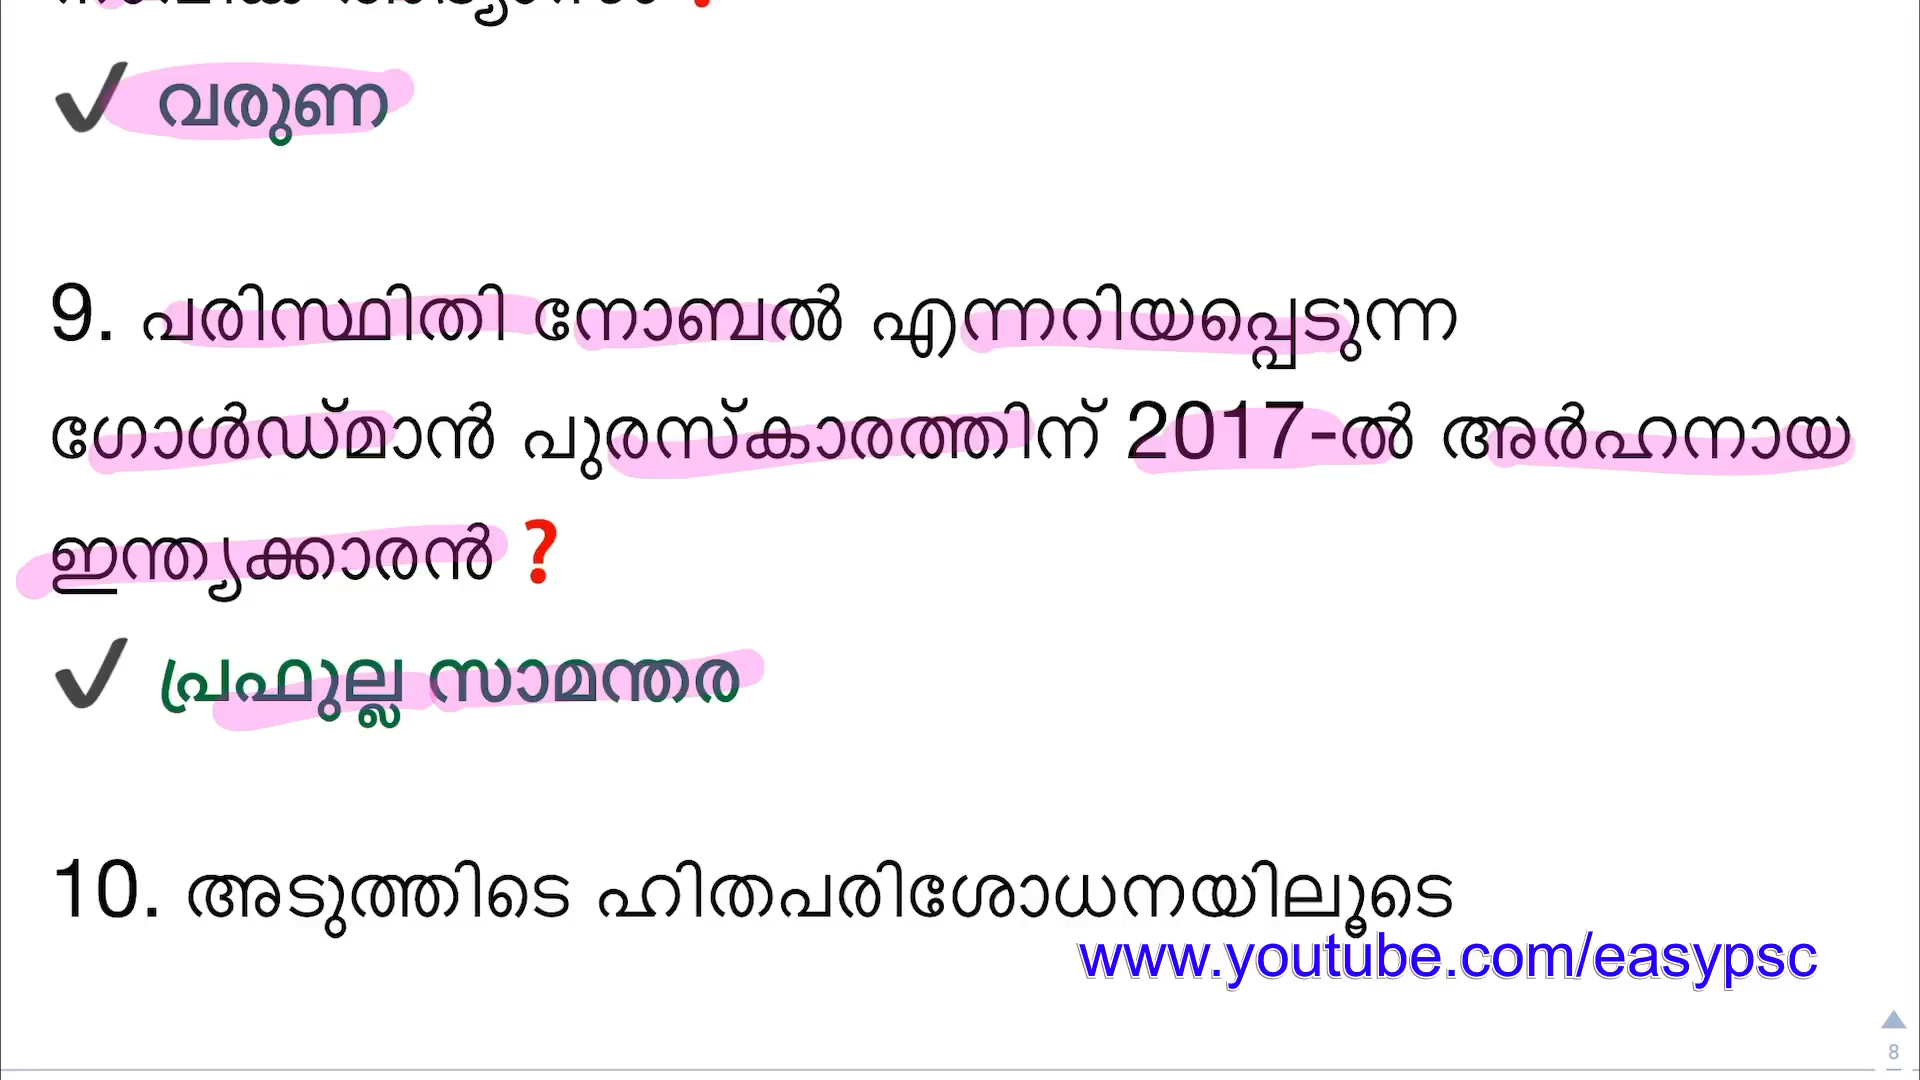 ✔ വരുണ
9. പരിസ്ഥിതി നോബൽ എന്നറിയപ്പെടുന്ന
ഗോൾഡ്മാൻ പുരസ്കാരത്തിന് 2017-ൽ അർഹനായ
ഇന്ത്യക്കാരൻ ❓
✔ പ്രഫുല്ല സാമന്തര
10. അടുത്തിടെ ഹിതപരിശോധനയിലൂടെ
www.youtube.com/easypsc
8